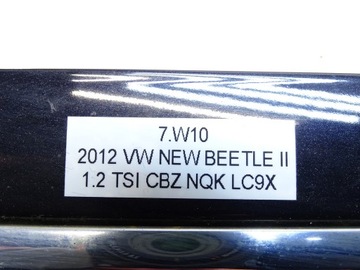 7.W10
2012 VW NEW BEETLE II
1.2 TSI CBZ NQK LC9X